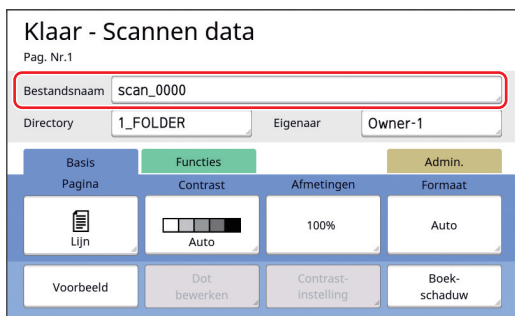 Klaar - Scannen data
Pag. Nr.1
Bestandsnaam scan_0000
Directory 1_FOLDER Eigenaar Owner-1
Basis Functies Admin.
Pagina Contrast Afmetingen Formaat
Lijn Auto 100% Auto
Voorbeeld Dot bewerken Contrast-instelling Boek-schaduw